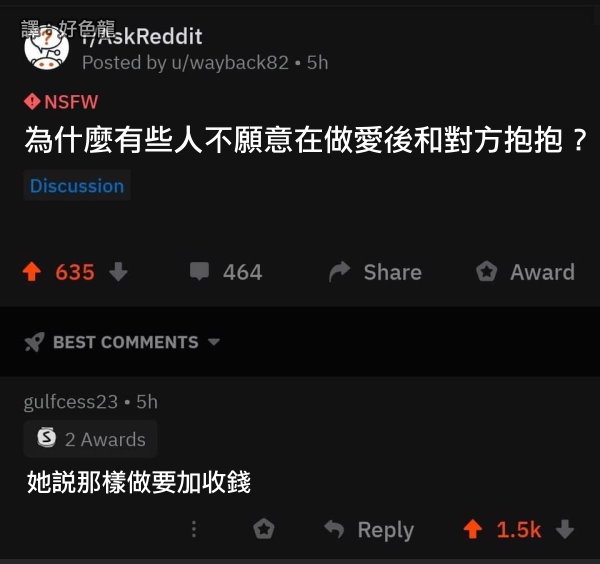 譯：好色龍
r/AskReddit
Posted by u/wayback82 • 5h
NSFW
為什麼有些人不願意在做愛後和對方抱抱？
Discussion
635
464
Share
Award
BEST COMMENTS
gulfcess23 • 5h
2 Awards
她説那樣做要加收錢
Reply
1.5k